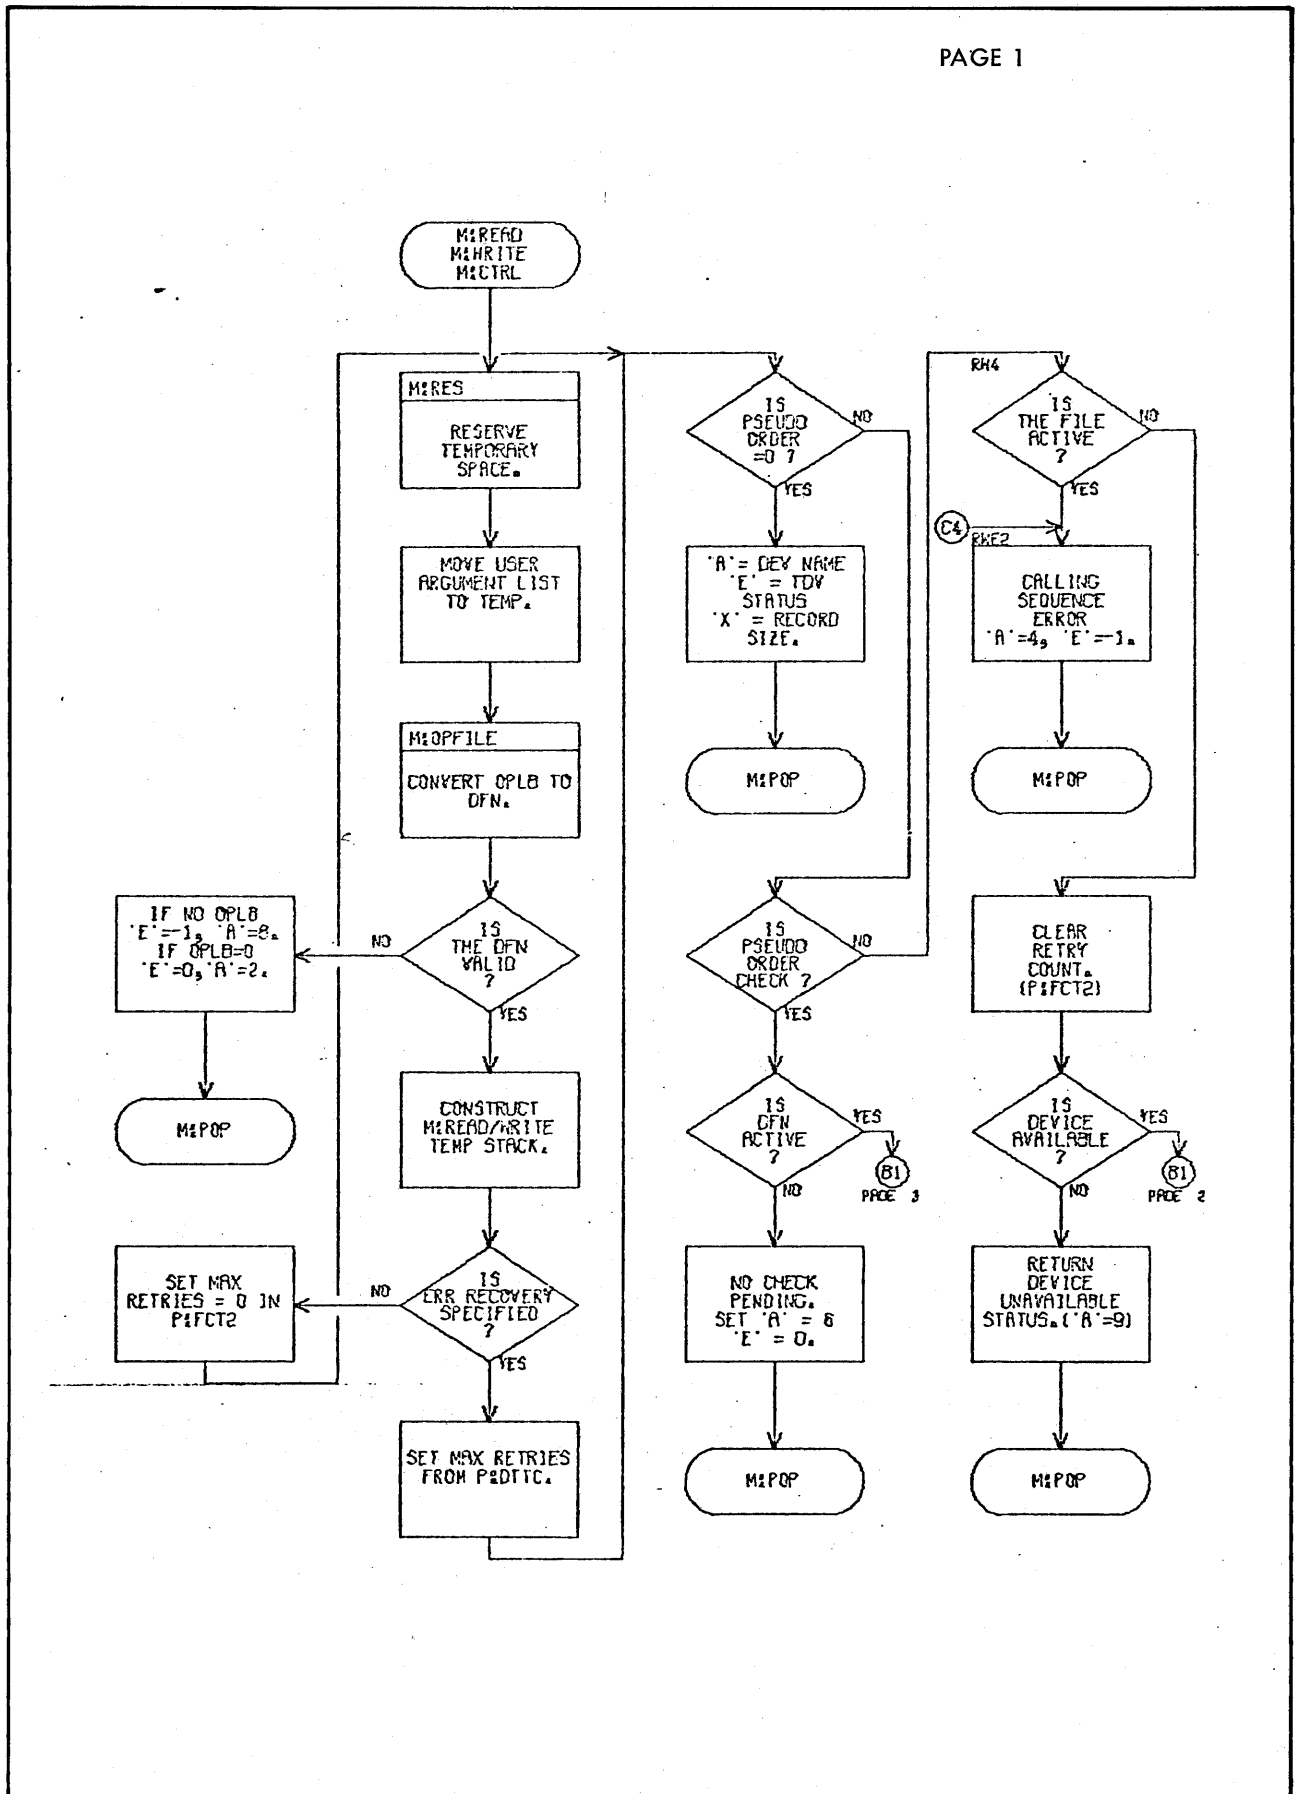 PAGE 1
M:READ
M:WRITE
M:CTRL
M:RES
RESERVE
TEMPORARY
SPACE.
MOVE USER
ARGUMENT LIST
TO TEMP.
M:OPFILE
CONVERT OPLB TO
DFN.
IS
THE DFN
VALID
?
NO
YES
IF NO OPLB
'E'=-1, 'A'=8.
IF OPLB=0
'E'=0,'A'=2.
M:POP
CONSTRUCT
M:READ/WRITE
TEMP STACK.
IS
ERR RECOVERY
SPECIFIED
?
NO
YES
SET MAX
RETRIES = 0 IN
P:FCT2
SET MAX RETRIES
FROM P:DTTC.
IS
PSEUDO
ORDER
=0 ?
NO
YES
'A'= DEV NAME
'E' = TDV
STATUS
'X' = RECORD
SIZE.
M:POP
IS
PSEUDO
ORDER
CHECK ?
NO
YES
IS
DFN
ACTIVE
?
YES
B1
PAGE 3
NO
NO CHECK
PENDING.
SET 'A' = 6
'E' = 0.
M:POP
RW4
IS
THE FILE
ACTIVE
?
NO
YES
C4
RWE2
CALLING
SEQUENCE
ERROR
'A'=4, 'E'=-1.
M:POP
CLEAR
RETRY
COUNT.
(P:FCT2)
IS
DEVICE
AVAILABLE
?
YES
B1
PAGE 2
NO
RETURN
DEVICE
UNAVAILABLE
STATUS.('A'=9)
M:POP